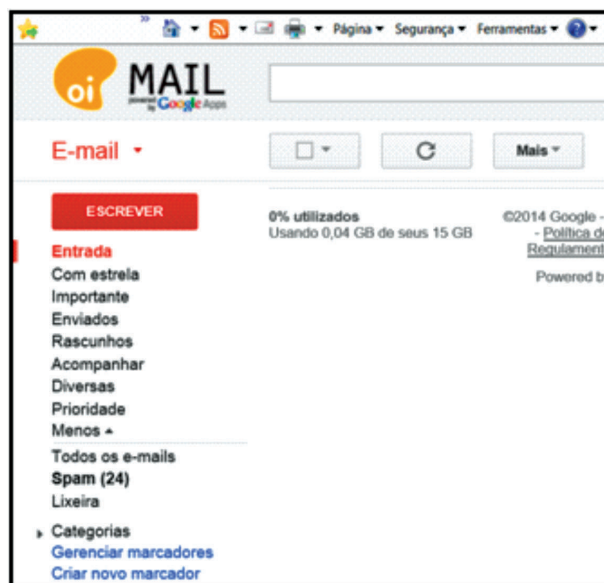 » Página Segurança Ferramentas
oi MAIL
powered by Google Apps
E-mail
Mais
ESCREVER
0% utilizados
Usando 0,04 GB de seus 15 GB
©2014 Google -
- Política de
Regulament
Powered b
Entrada
Com estrela
Importante
Enviados
Rascunhos
Acompanhar
Diversas
Prioridade
Menos
Todos os e-mails
Spam (24)
Lixeira
Categorias
Gerenciar marcadores
Criar novo marcador